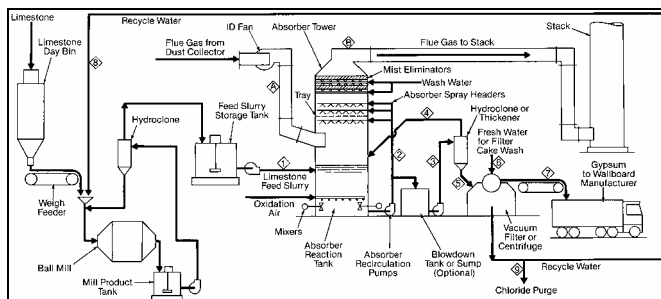 Limestone
Recycle Water
ID Fan
Absorber Tower
B
Flue Gas to Stack
Stack
Limestone
Day Bin
8
Flue Gas from
Dust Collector
Mist Eliminators
Wash Water
A
Tray
Absorber Spray Headers
Hydroclone
Feed Slurry
Storage Tank
4
Hydroclone or
Thickener
Fresh Water
for Filter
Cake Wash
1
Limestone
Feed Slurry
2
3
6
5
7
Gypsum
to Wallboard
Manufacturer
Weigh
Feeder
Oxidation
Air
Mixers
Ball Mill
Mill Product
Tank
Absorber
Reaction
Tank
Absorber
Recirculation
Pumps
Blowdown
Tank or Sump
(Optional)
Vacuum
Filter or
Centrifuge
Recycle Water
9
Chloride Purge